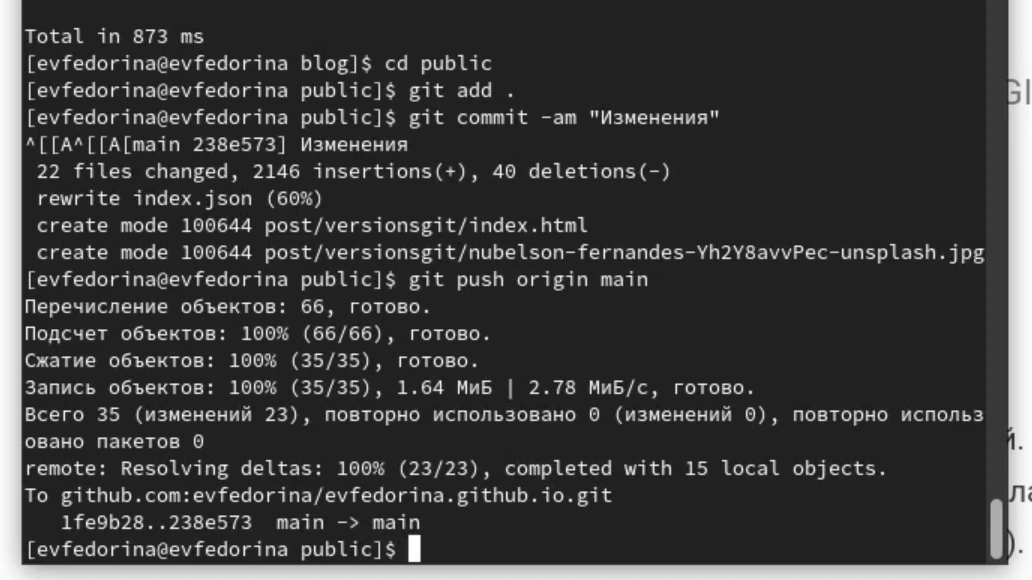 Total in 873 ms
[evfedorina@evfedorina blog]$ cd public
[evfedorina@evfedorina public]$ git add .
[evfedorina@evfedorina public]$ git commit -am "Изменения"
^[[A^[[A[main 238e573] Изменения
 22 files changed, 2146 insertions(+), 40 deletions(-)
 rewrite index.json (60%)
 create mode 100644 post/versionsgit/index.html
 create mode 100644 post/versionsgit/nubelson-fernandes-Yh2Y8avvPec-unsplash.jpg
[evfedorina@evfedorina public]$ git push origin main
Перечисление объектов: 66, готово.
Подсчет объектов: 100% (66/66), готово.
Сжатие объектов: 100% (35/35), готово.
Запись объектов: 100% (35/35), 1.64 МиБ | 2.78 МиБ/с, готово.
Всего 35 (изменений 23), повторно использовано 0 (изменений 0), повторно использ
овано пакетов 0
remote: Resolving deltas: 100% (23/23), completed with 15 local objects.
To github.com:evfedorina/evfedorina.github.io.git
   1fe9b28..238e573  main -> main
[evfedorina@evfedorina public]$